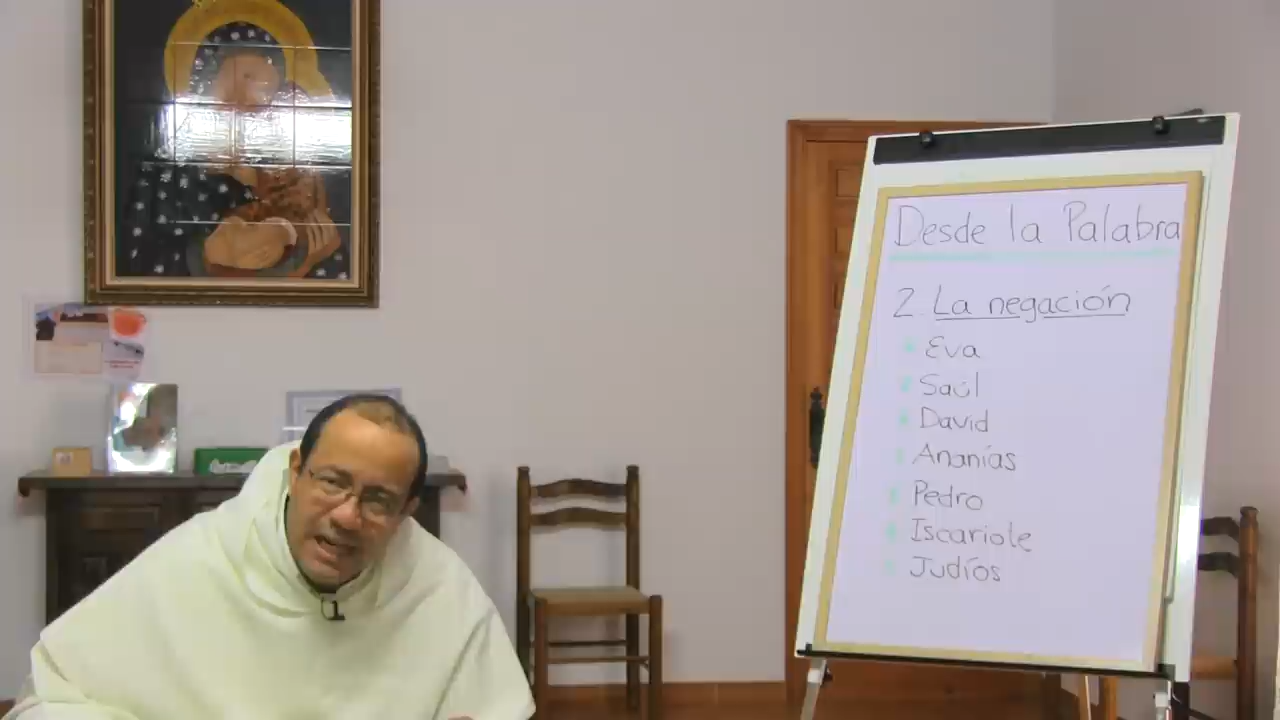 Desde la Palabra
2. La negación
Eva
Saúl
David
Ananías
Pedro
Iscariote
Judíos